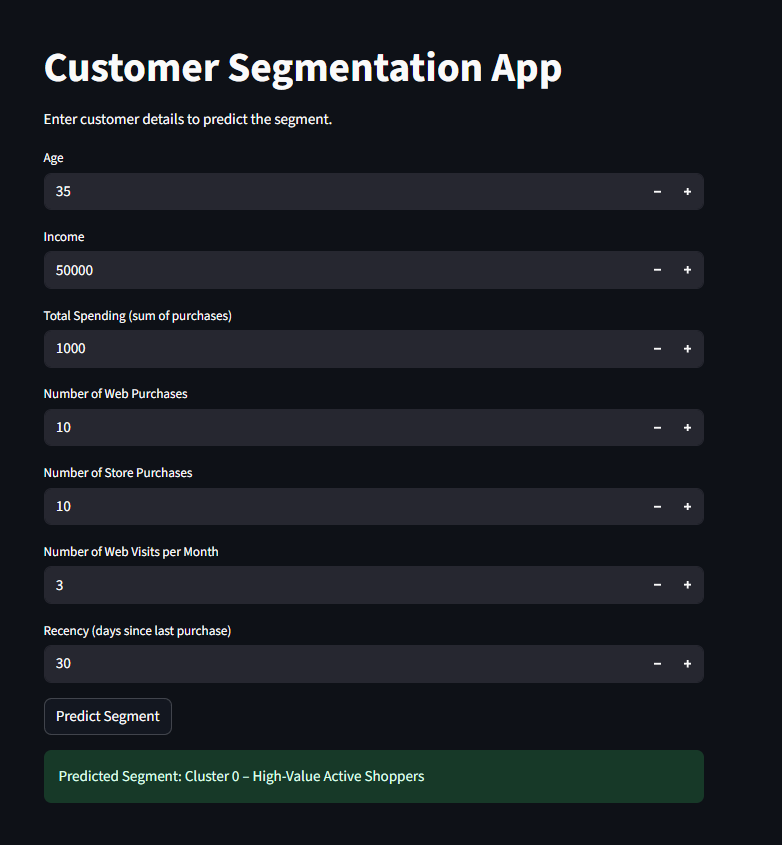 Customer Segmentation App
Enter customer details to predict the segment.
Age
35
Income
50000
Total Spending (sum of purchases)
1000
Number of Web Purchases
10
Number of Store Purchases
10
Number of Web Visits per Month
3
Recency (days since last purchase)
30
Predict Segment
Predicted Segment: Cluster 0 – High-Value Active Shoppers